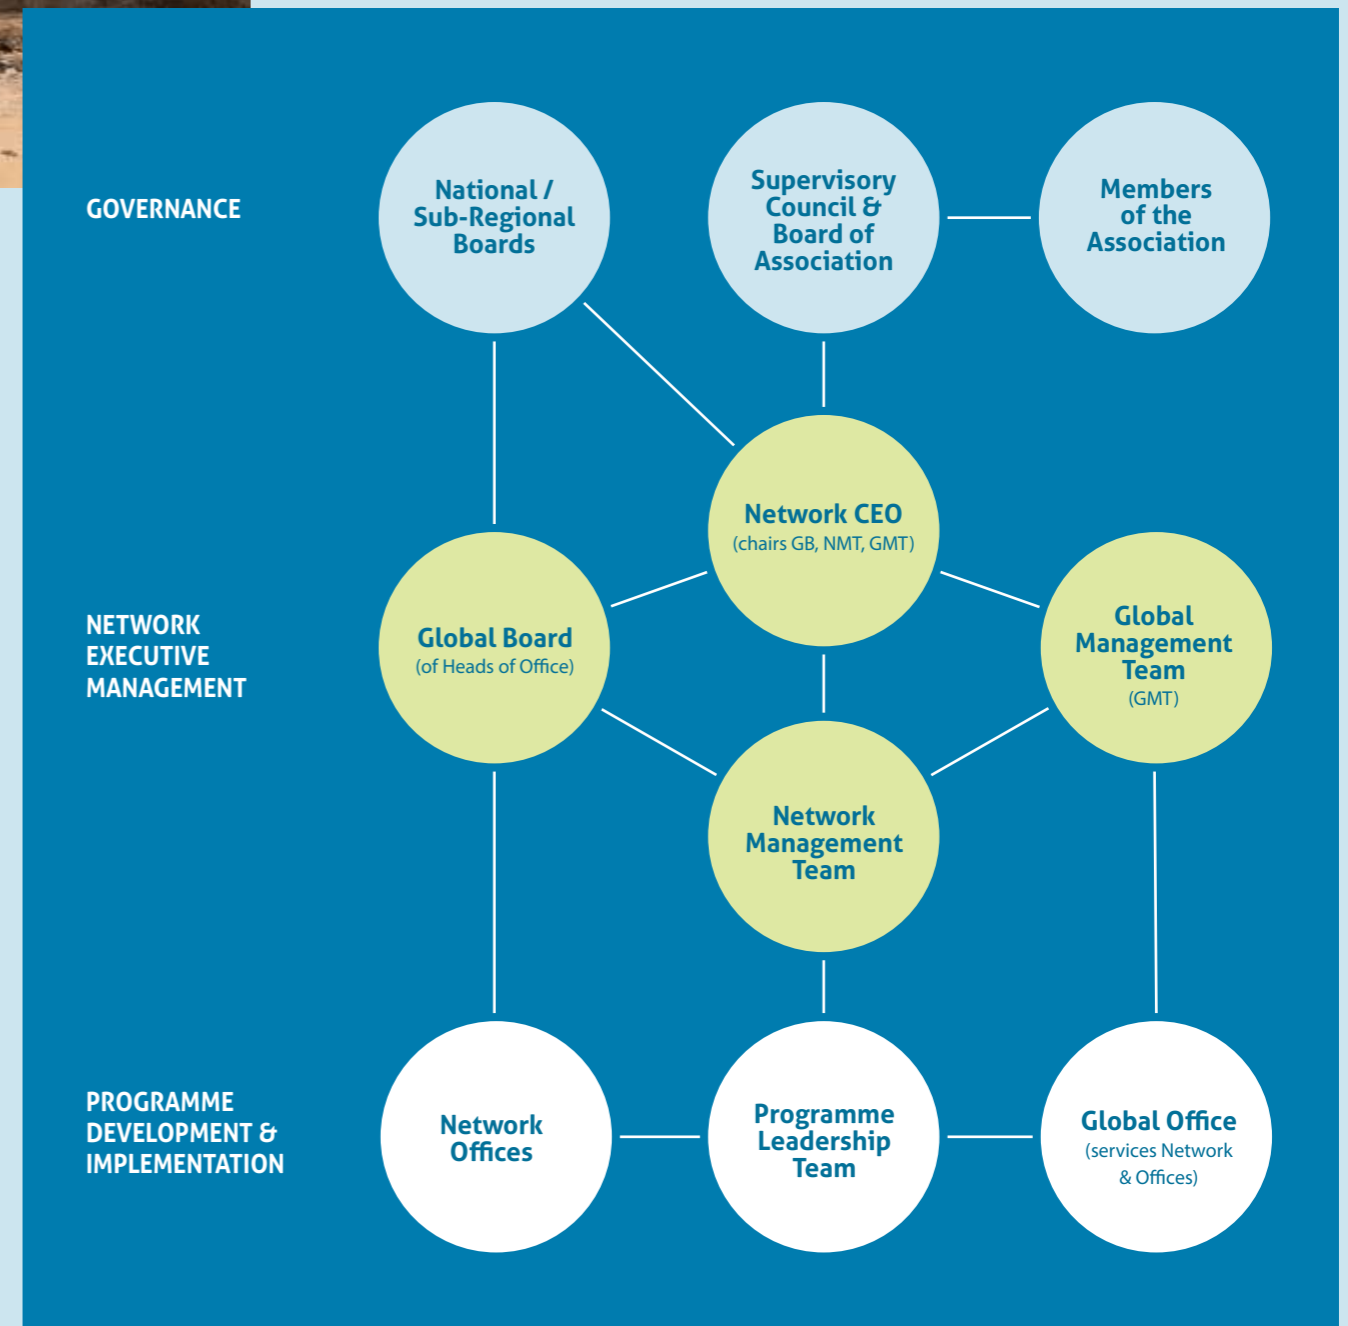 GOVERNANCE
National /
Sub-Regional
Boards
Supervisory
Council &
Board of
Association
Members
of the
Association
NETWORK
EXECUTIVE
MANAGEMENT
Network CEO
(chairs GB, NMT, GMT)
Global Board
(of Heads of Office)
Global
Management
Team
(GMT)
Network
Management
Team
PROGRAMME
DEVELOPMENT &
IMPLEMENTATION
Network
Offices
Programme
Leadership
Team
Global Office
(services Network
& Offices)